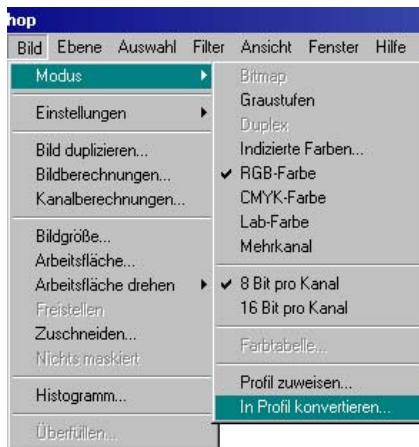 hop
Bild Ebene Auswahl Filter Ansicht Fenster Hilfe
Modus
Einstellungen
Bild duplizieren...
Bildberechnungen...
Kanalberechnungen...
Bildgröße...
Arbeitsfläche...
Arbeitsfläche drehen
Freistellen
Zuschneiden...
Nichts maskiert
Histogramm...
Überfüllen...
Bitmap
Graustufen
Duplex
Indizierte Farben...
RGB-Farbe
CMYK-Farbe
Lab-Farbe
Mehrkanal
8 Bit pro Kanal
16 Bit pro Kanal
Farbtabelle...
Profil zuweisen...
In Profil konvertieren...